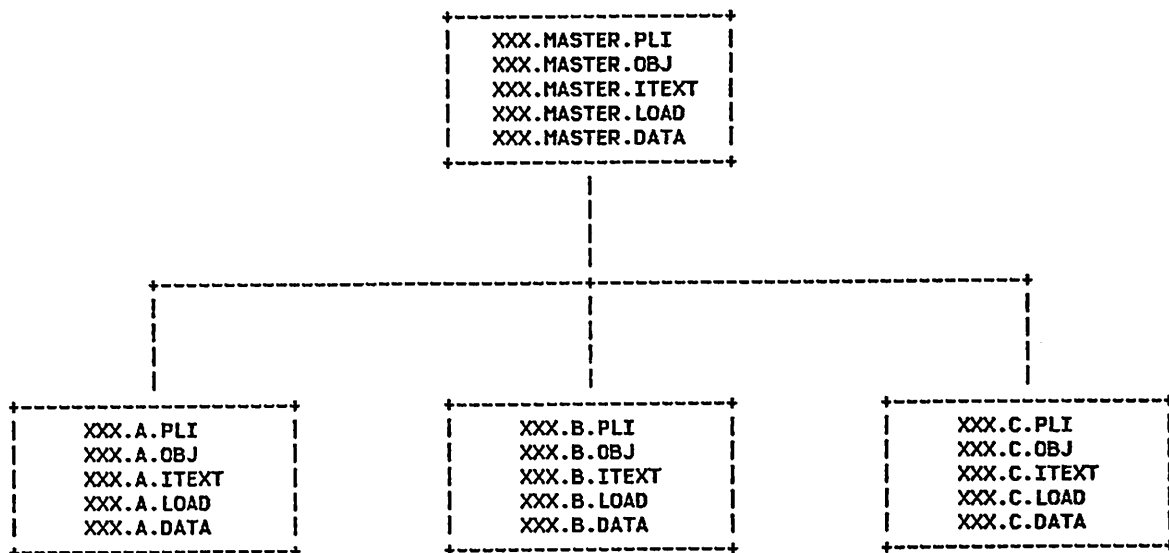 XXX.MASTER.PLI
XXX.MASTER.OBJ
XXX.MASTER.ITEXT
XXX.MASTER.LOAD
XXX.MASTER.DATA
XXX.A.PLI
XXX.A.OBJ
XXX.A.ITEXT
XXX.A.LOAD
XXX.A.DATA
XXX.B.PLI
XXX.B.OBJ
XXX.B.ITEXT
XXX.B.LOAD
XXX.B.DATA
XXX.C.PLI
XXX.C.OBJ
XXX.C.ITEXT
XXX.C.LOAD
XXX.C.DATA